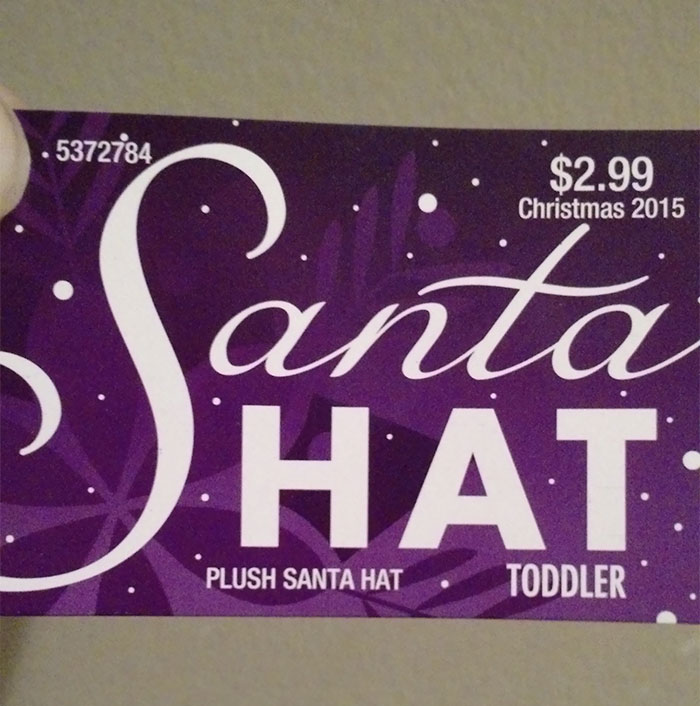 5372784
$2.99
Christmas 2015
Santa
HAT
PLUSH SANTA HAT
TODDLER